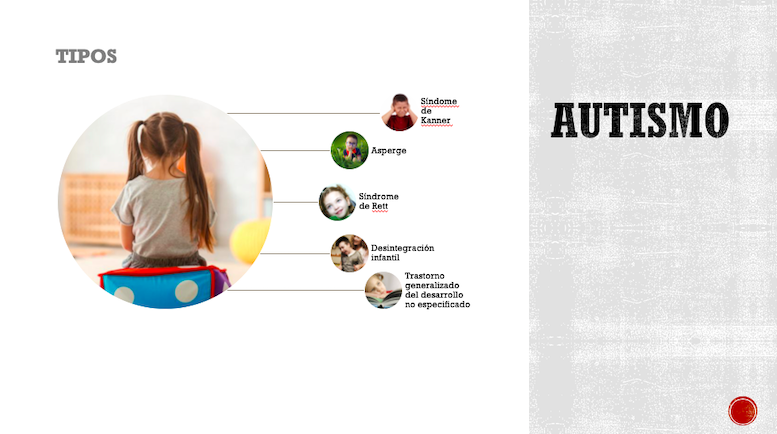 TIPOS
AUTISMO
Síndome
de
Kanner
Asperge
Síndrome
de Rett
Desintegración
infantil
Trastorno
generalizado
del desarrollo
no especificado